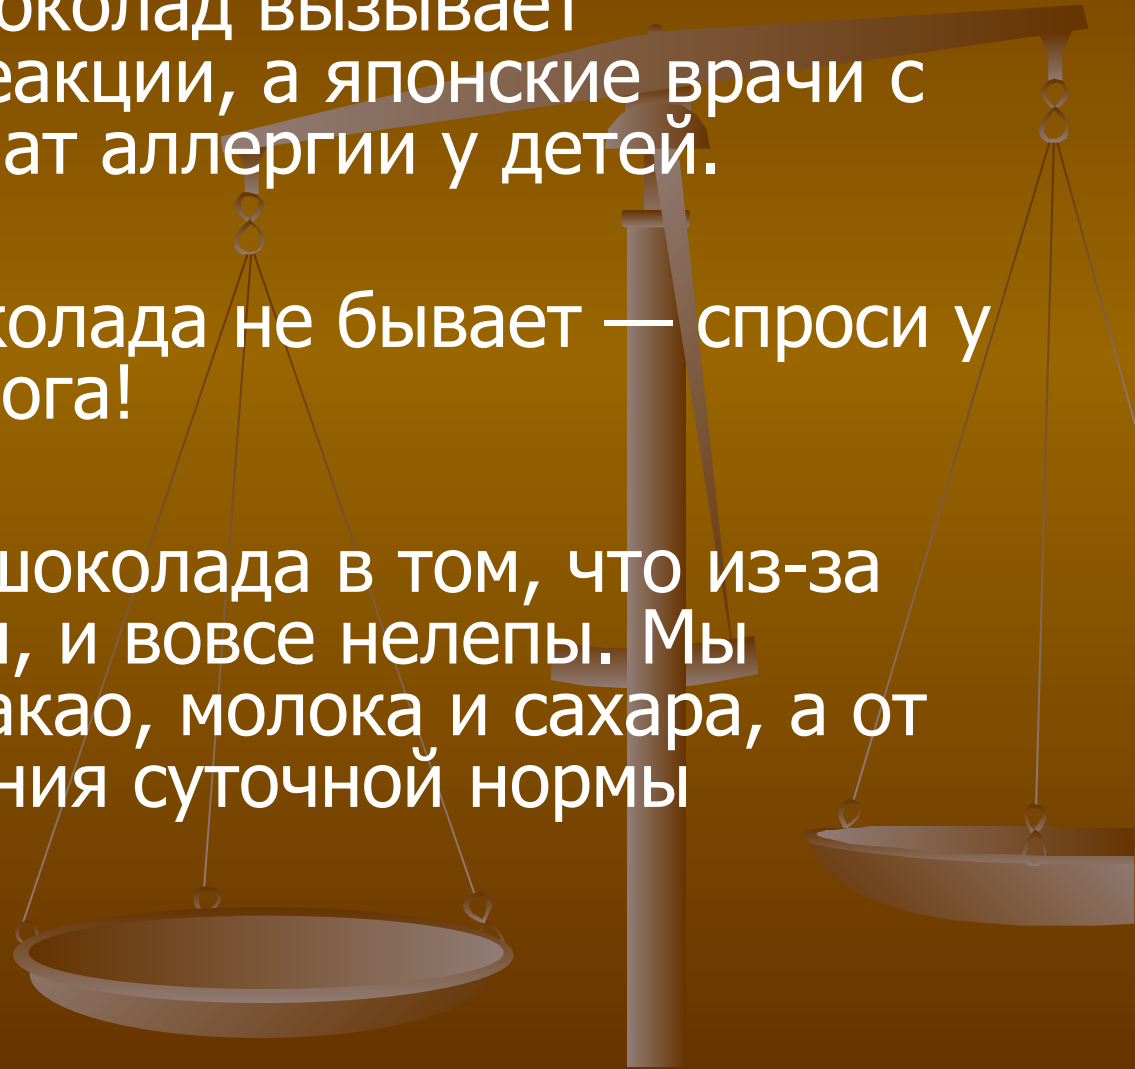 околад вызывает
еакции, а японские врачи с
ат аллергии у детей.
колада не бывает — спроси у
ога!
шоколада в том, что из-за
, и вовсе нелепы. Мы
акао, молока и сахара, а от
ния суточной нормы